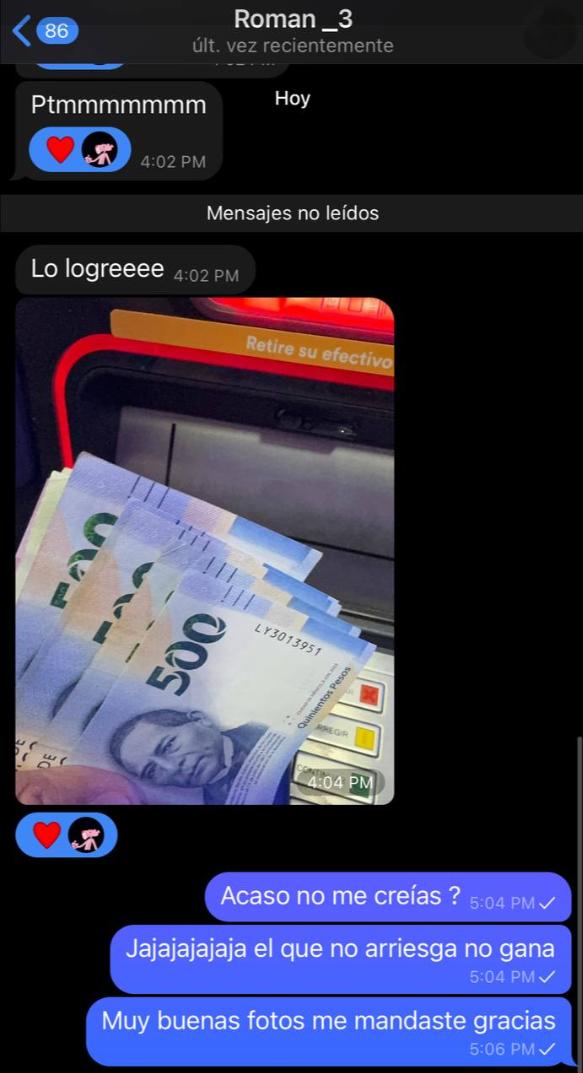 86
Roman _3
últ. vez recientemente
Hoy
Ptmmmmmmm
4:02 PM
Mensajes no leídos
Lo logreeee 4:02 PM
Retire su efectivo
500
500
500
LY3013951
Quinientos Pesos
4:04 PM
Acaso no me creías ? 5:04 PM
Jajajajajaja el que no arriesga no gana
5:04 PM
Muy buenas fotos me mandaste gracias
5:06 PM